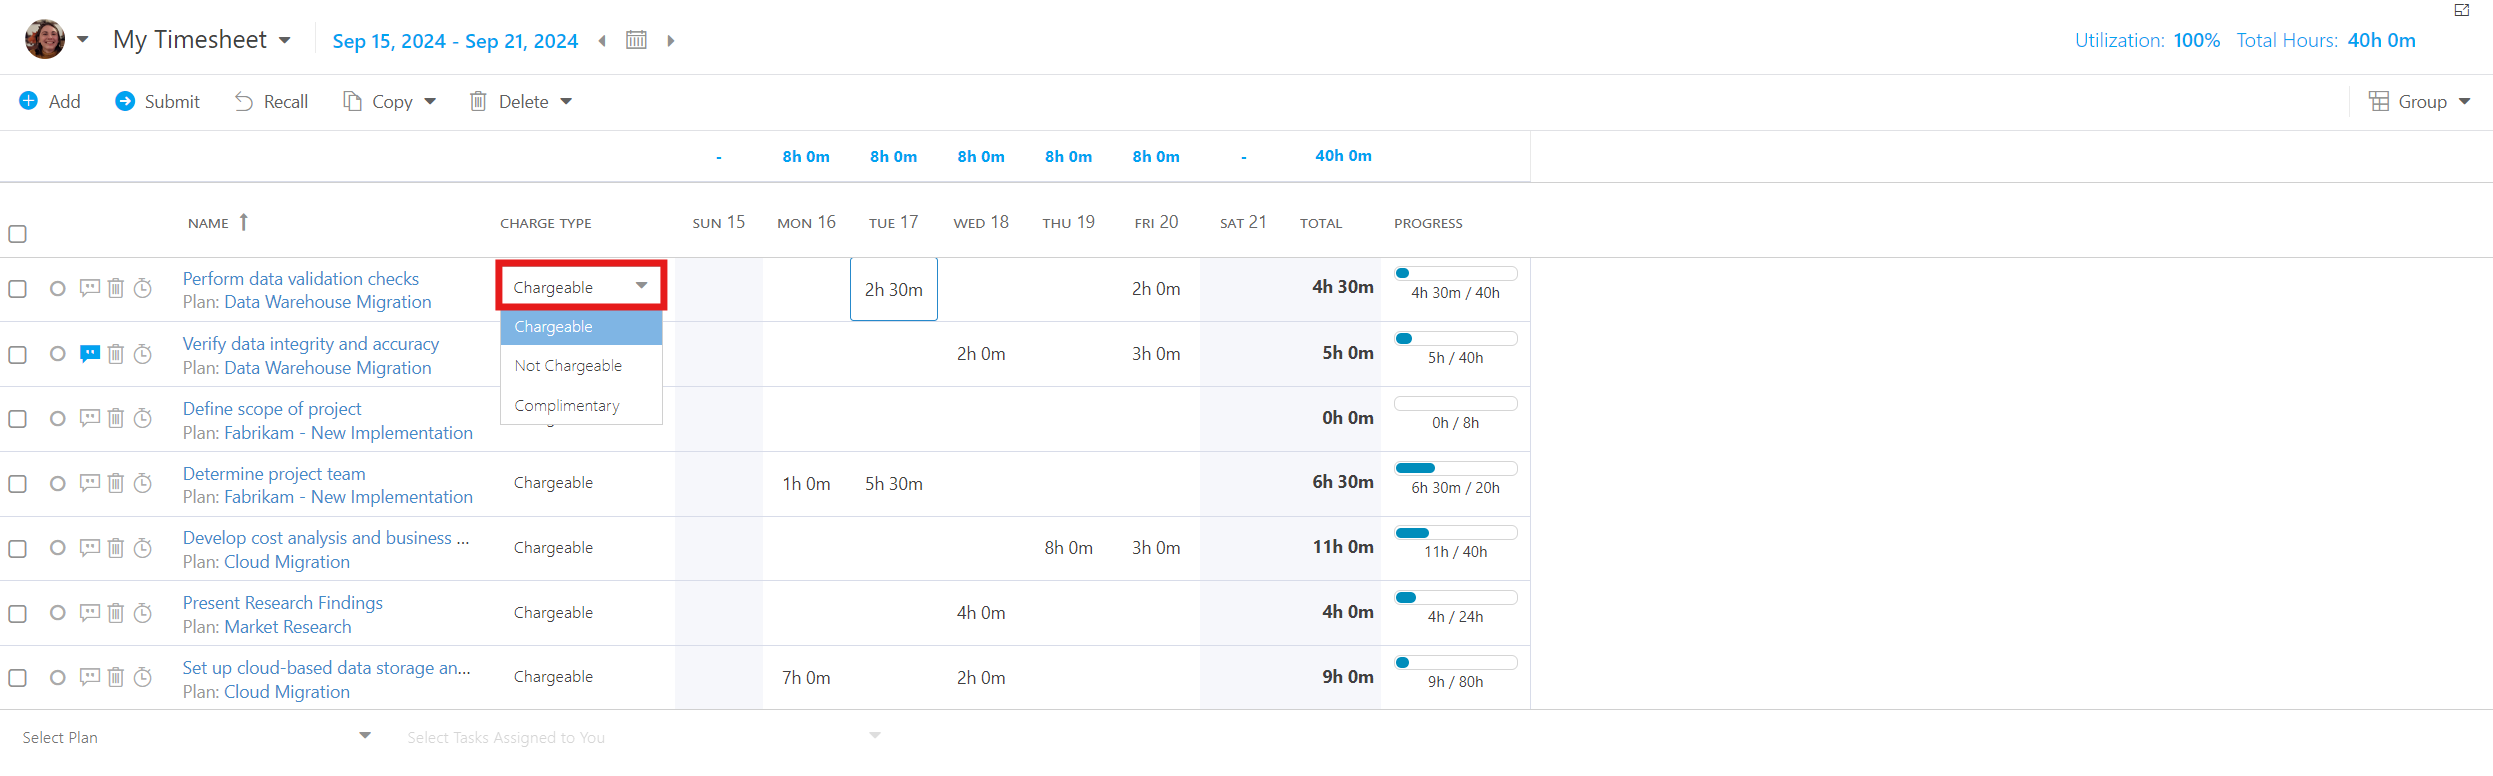 My Timesheet
Sep 15, 2024 - Sep 21, 2024
Utilization: 100% Total Hours: 40h 0m
Add Submit Recall Copy Delete Group
- 8h 0m 8h 0m 8h 0m 8h 0m 8h 0m - 40h 0m
NAME CHARGE TYPE SUN 15 MON 16 TUE 17 WED 18 THU 19 FRI 20 SAT 21 TOTAL PROGRESS
Perform data validation checks
Plan: Data Warehouse Migration
Chargeable 2h 30m 2h 0m 4h 30m
4h 30m / 40h
Chargeable
Not Chargeable
Complimentary
Verify data integrity and accuracy
Plan: Data Warehouse Migration
2h 0m 3h 0m 5h 0m
5h / 40h
Define scope of project
Plan: Fabrikam - New Implementation
0h 0m
0h / 8h
Determine project team
Plan: Fabrikam - New Implementation
Chargeable 1h 0m 5h 30m 6h 30m
6h 30m / 20h
Develop cost analysis and business ...
Plan: Cloud Migration
Chargeable 8h 0m 3h 0m 11h 0m
11h / 40h
Present Research Findings
Plan: Market Research
Chargeable 4h 0m 4h 0m
4h / 24h
Set up cloud-based data storage an...
Plan: Cloud Migration
Chargeable 7h 0m 2h 0m 9h 0m
9h / 80h
Select Plan Select Tasks Assigned to You